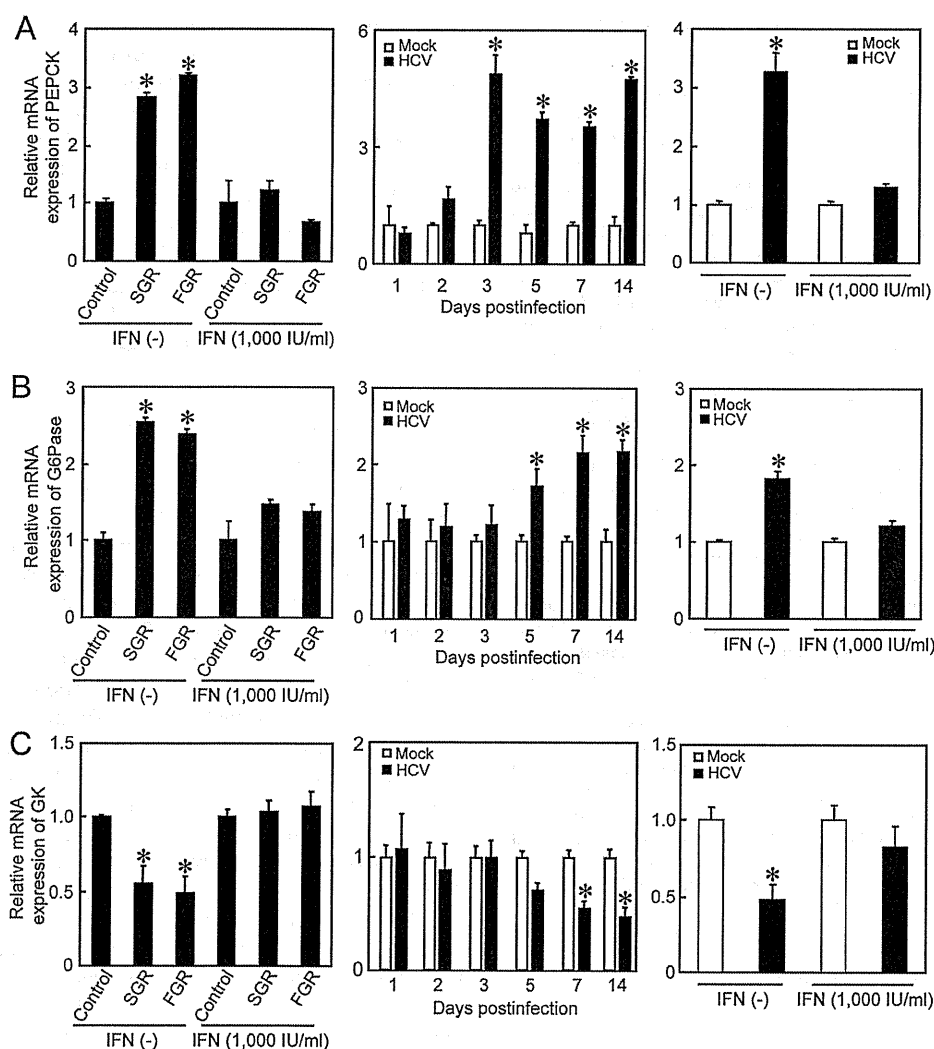 A
Relative mRNA
expression of PEPCK
4
3
2
1
0
*
*
Control
SGR
FGR
Control
SGR
FGR
IFN (-)
IFN (1,000 IU/ml)
6
3
0
Mock
HCV
*
*
*
*
1 2 3 5 7 14
Days postinfection
4
3
2
1
0
Mock
HCV
*
IFN (-)
IFN (1,000 IU/ml)
B
Relative mRNA
expression of G6Pase
3
2
1
0
*
*
Control
SGR
FGR
Control
SGR
FGR
IFN (-)
IFN (1,000 IU/ml)
3
2
1
0
Mock
HCV
*
*
*
1 2 3 5 7 14
Days postinfection
3
2
1
0
Mock
HCV
*
IFN (-)
IFN (1,000 IU/ml)
C
Relative mRNA
expression of GK
1.5
1.0
0.5
0
*
*
Control
SGR
FGR
Control
SGR
FGR
IFN (-)
IFN (1,000 IU/ml)
2
1
0
Mock
HCV
*
*
1 2 3 5 7 14
Days postinfection
1.5
1.0
0.5
0
Mock
HCV
*
IFN (-)
IFN (1,000 IU/ml)